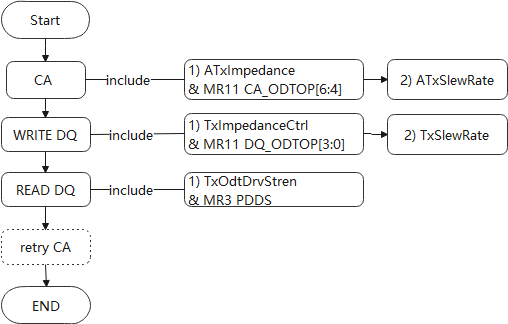 Start
CA
include
1) ATxImpedance
& MR11 CA_ODTOP[6:4]
2) ATxSlewRate
WRITE DQ
include
1) TxImpedanceCtrl
& MR11 DQ_ODTOP[3:0]
2) TxSlewRate
READ DQ
include
1) TxOdtDrvStren
& MR3 PDDS
retry CA
END